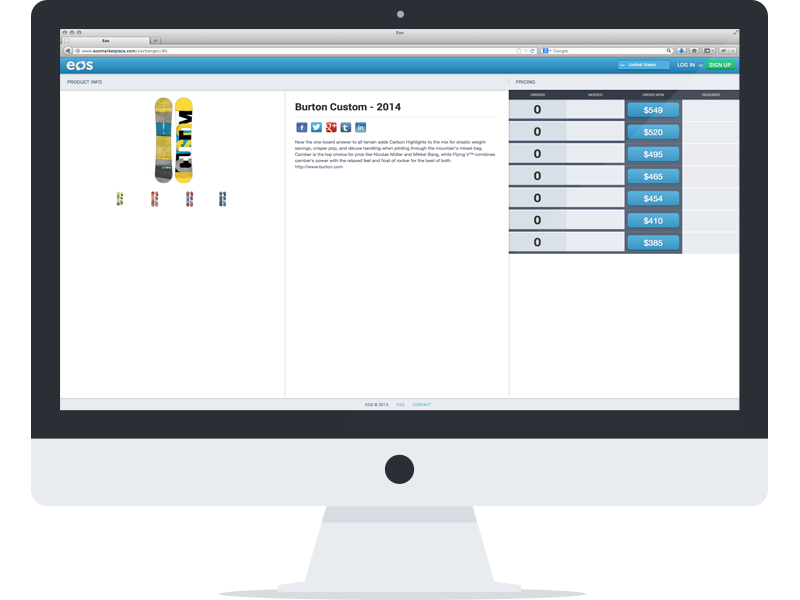 Eos
Eos
www.eosmarketplace.com/exchanges/80
Google
eos
United States
LOG IN
or
SIGN UP
PRODUCT INFO
PRICING
Burton Custom - 2014
Now the one-board answer to all terrain adds Carbon Highlights to the mix for drastic weight-
savings, crisper pop, and deluxe handling when piloting through the mountain's mixed bag.
Camber is the top choice for pros like Nicolas Müller and Mikkel Bang, while Flying V™ combines
camber's power with the relaxed feel and float of rocker for the best of both.
http://www.burton.com
ORDERS NEEDED ORDER NOW REQUIRED
0 $549
0 $520
0 $495
0 $465
0 $454
0 $410
0 $385
EOS © 2013 FAQ CONTACT